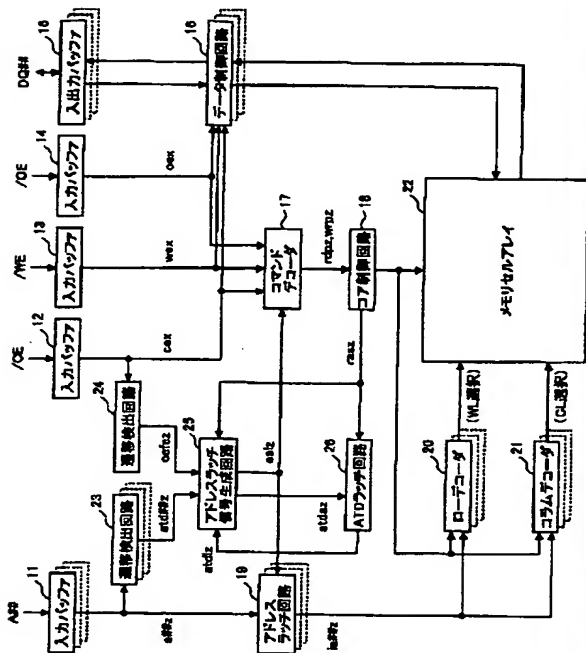 A##
11
入力バッファ
a##z
23
遷移検出回路
atd##z
19
アドレス
ラッチ回路
ia##z
/CE
12
入力バッファ
24
遷移検出回路
cex
25
アドレスラッチ
信号生成回路
ealz
atdlz
atdaz
26
ATDラッチ回路
rasz
/WE
13
入力バッファ
wex
/OE
14
入力バッファ
oex
DQ##
16
入出力バッファ
16
データ制御回路
17
コマンド
デコーダ
rdpz,wrpz
18
コア制御回路
20
ローデコーダ
(WL選択)
21
コラムデコーダ
(CL選択)
22
メモリセルアレイ